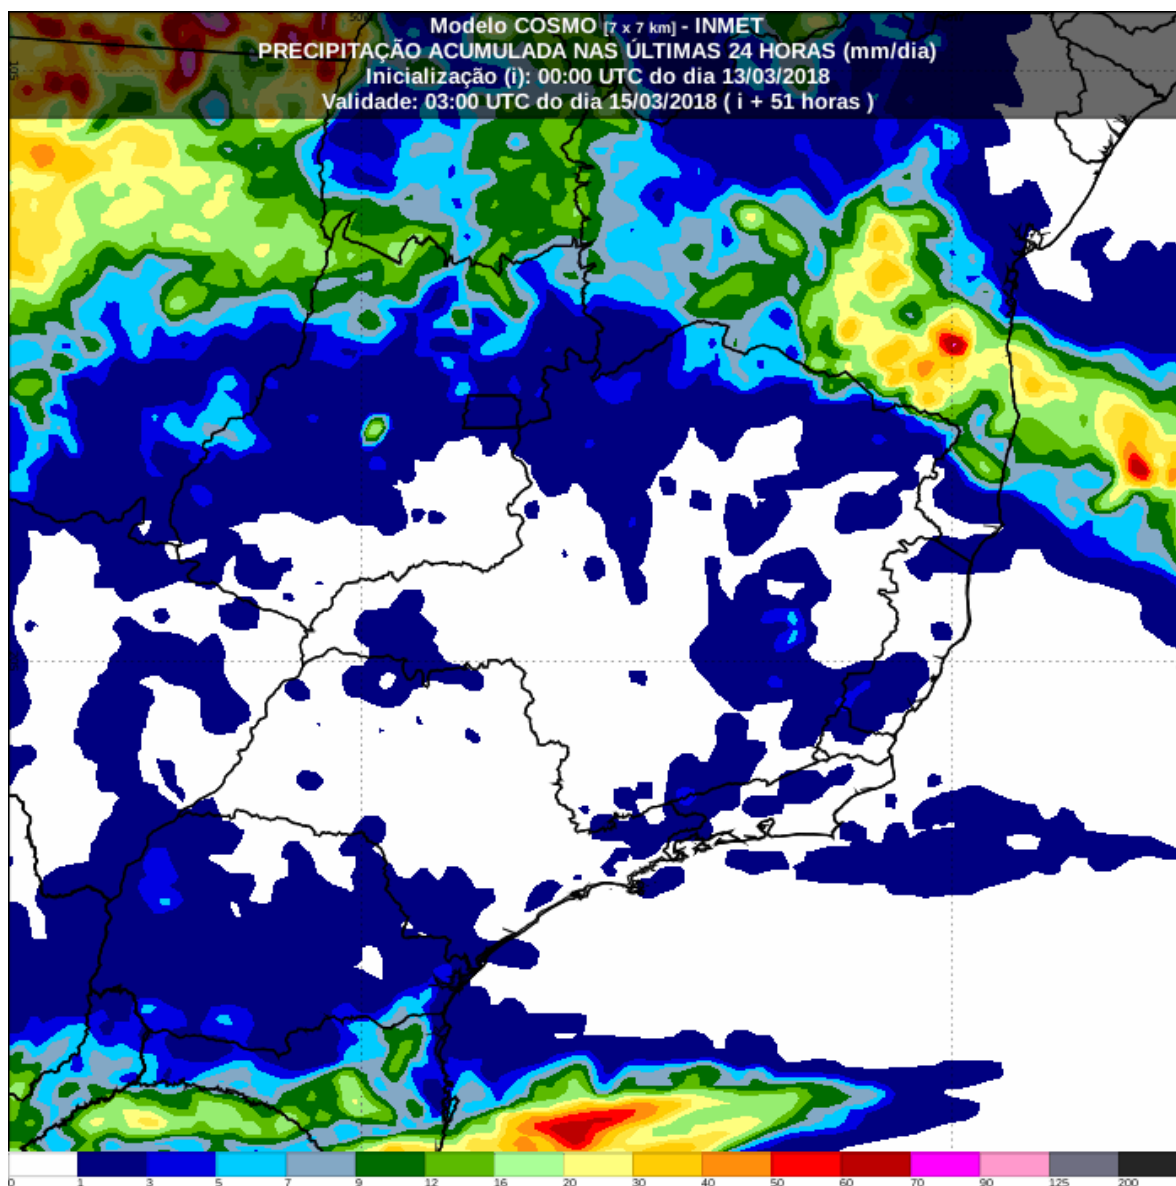 Modelo COSMO [7 x 7 km] - INMET
PRECIPITAÇÃO ACUMULADA NAS ÚLTIMAS 24 HORAS (mm/dia)
Inicialização (i): 00:00 UTC do dia 13/03/2018
Validade: 03:00 UTC do dia 15/03/2018 ( i + 51 horas )
10S
0 1 3 5 7 9 12 16 20 30 40 50 60 70 90 125 200